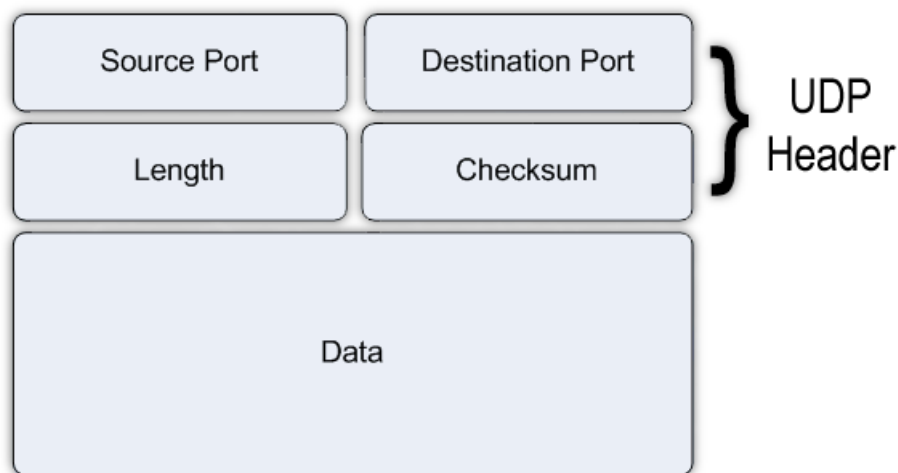 Source Port
Destination Port
UDP
Header
Length
Checksum
Data